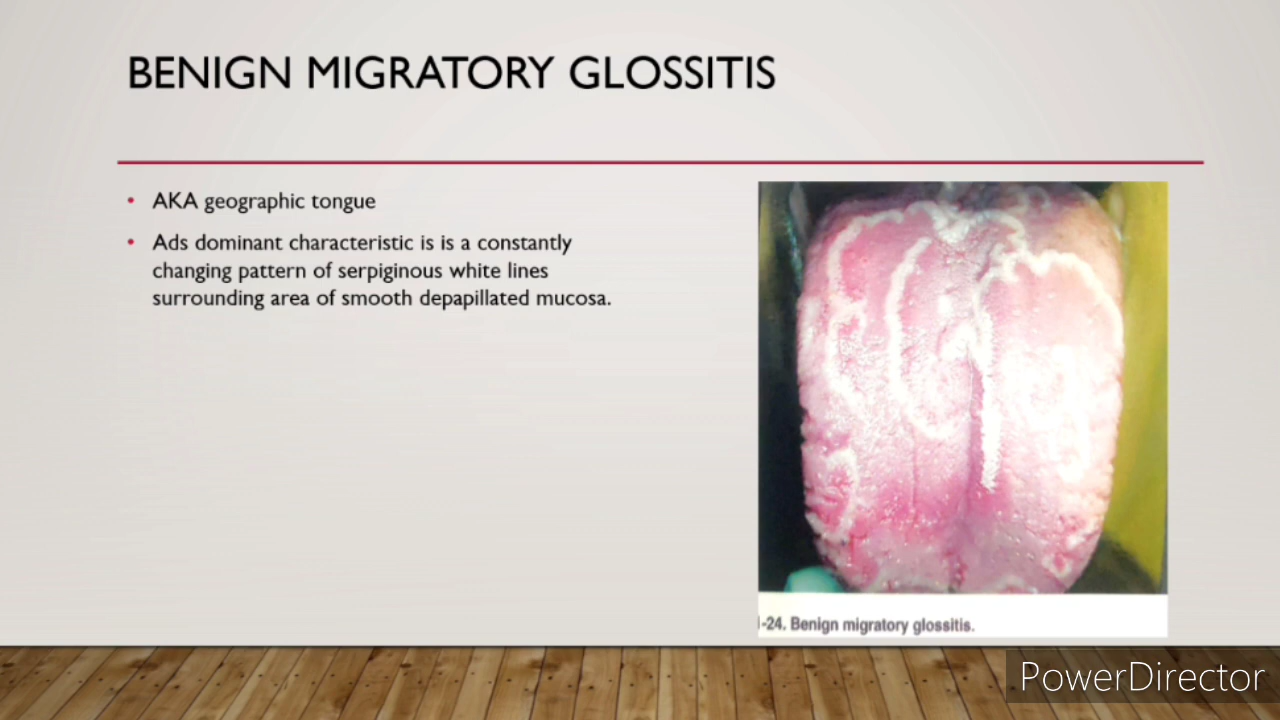 BENIGN MIGRATORY GLOSSITIS
• AKA geographic tongue
• Ads dominant characteristic is is a constantly
changing pattern of serpiginous white lines
surrounding area of smooth depapillated mucosa.
-24. Benign migratory glossitis.
PowerDirector